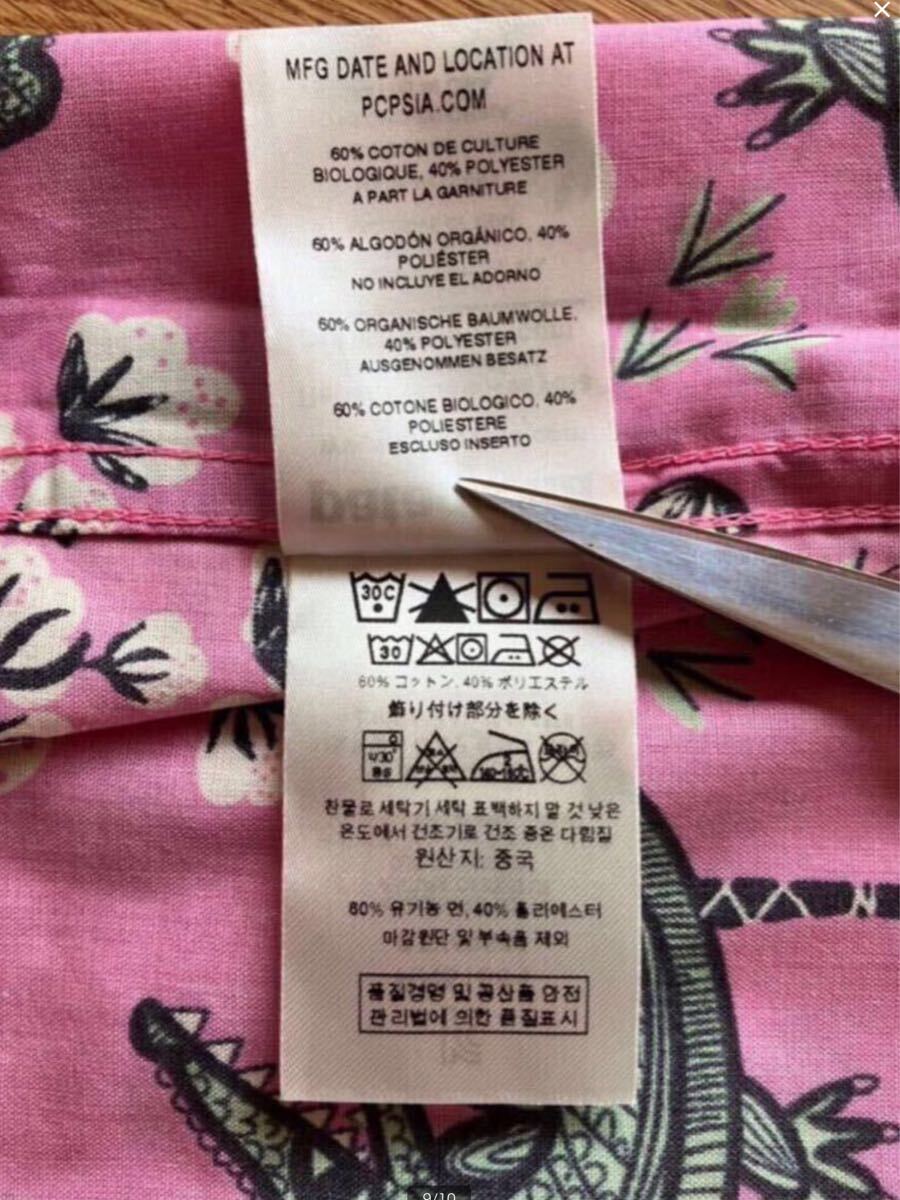 MFG DATE AND LOCATION AT
PCPSIA.COM
60% COTON DE CULTURE
BIOLOGIQUE, 40% POLYESTER
A PART LA GARNITURE
60% ALGODÓN ORGÁNICO. 40%
POLIÉSTER
NO INCLUYE EL ADORNO
60% ORGANISCHE BAUMWOLLE.
40% POLYESTER
AUSGENOMMEN BESATZ
60% COTONE BIOLOGICO. 40%
POLIESTERE
ESCLUSO INSERTO
30C
30
60% コットン. 40% ポリエステル
飾り付け部分を除く
찬물로 세탁기 세탁 표백하지 말 것 낮은
온도에서 건조기로 건조 중온 다림질
원산지: 중국
60% 유기농 면, 40% 폴리에스터
마감원단 및 부속품 제외
품질경영 및 공산품 안전
관리법에 의한 품질표시
9/10